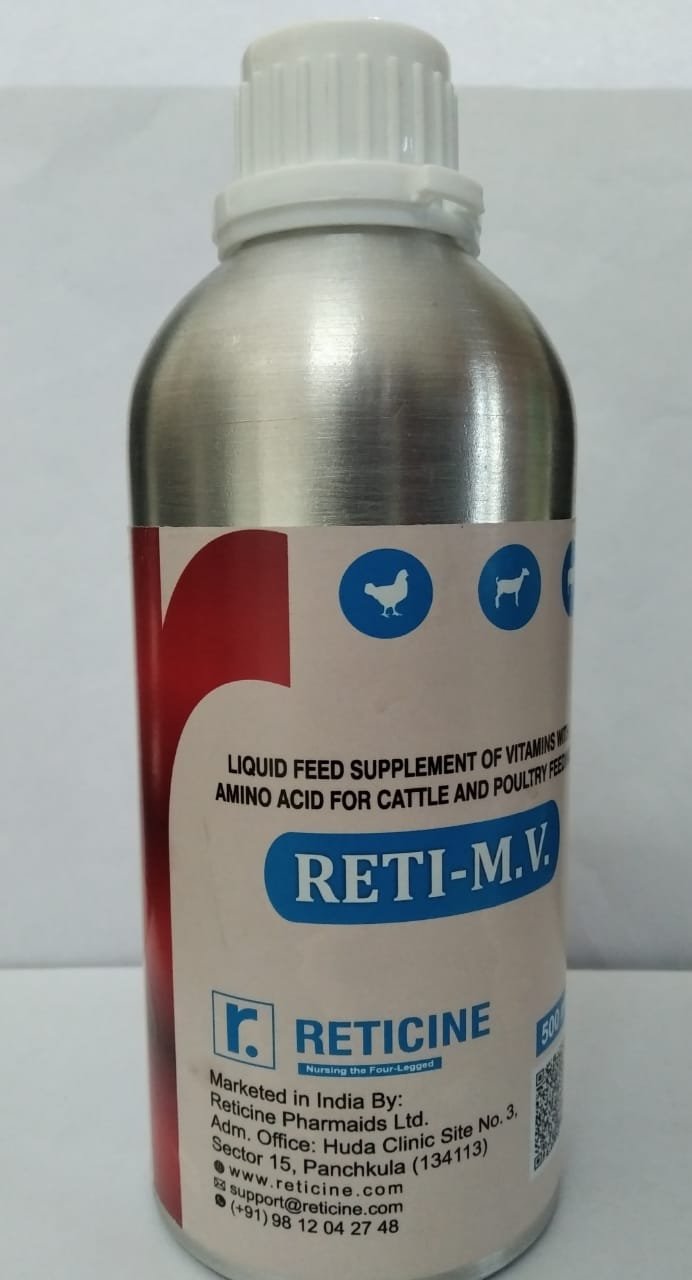 LIQUID FEED SUPPLEMENT OF VITAMINS
AMINO ACID FOR CATTLE AND POULTRY
RETI-M.V.
r.
RETICINE
Nursing the Four-Legged
500
Marketed in India By:
Reticine Pharmaids Ltd.
Adm. Office: Huda Clinic Site No. 3,
Sector 15, Panchkula (134113)
www.reticine.com
support@reticine.com
(+91) 98 12 04 27 48